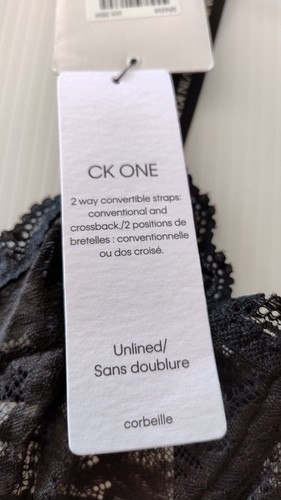 CK ONE
2 way convertible straps:
conventional and
crossback./2 positions de
bretelles : conventionnelle
ou dos croisé.
Unlined/
Sans doublure
corbeille